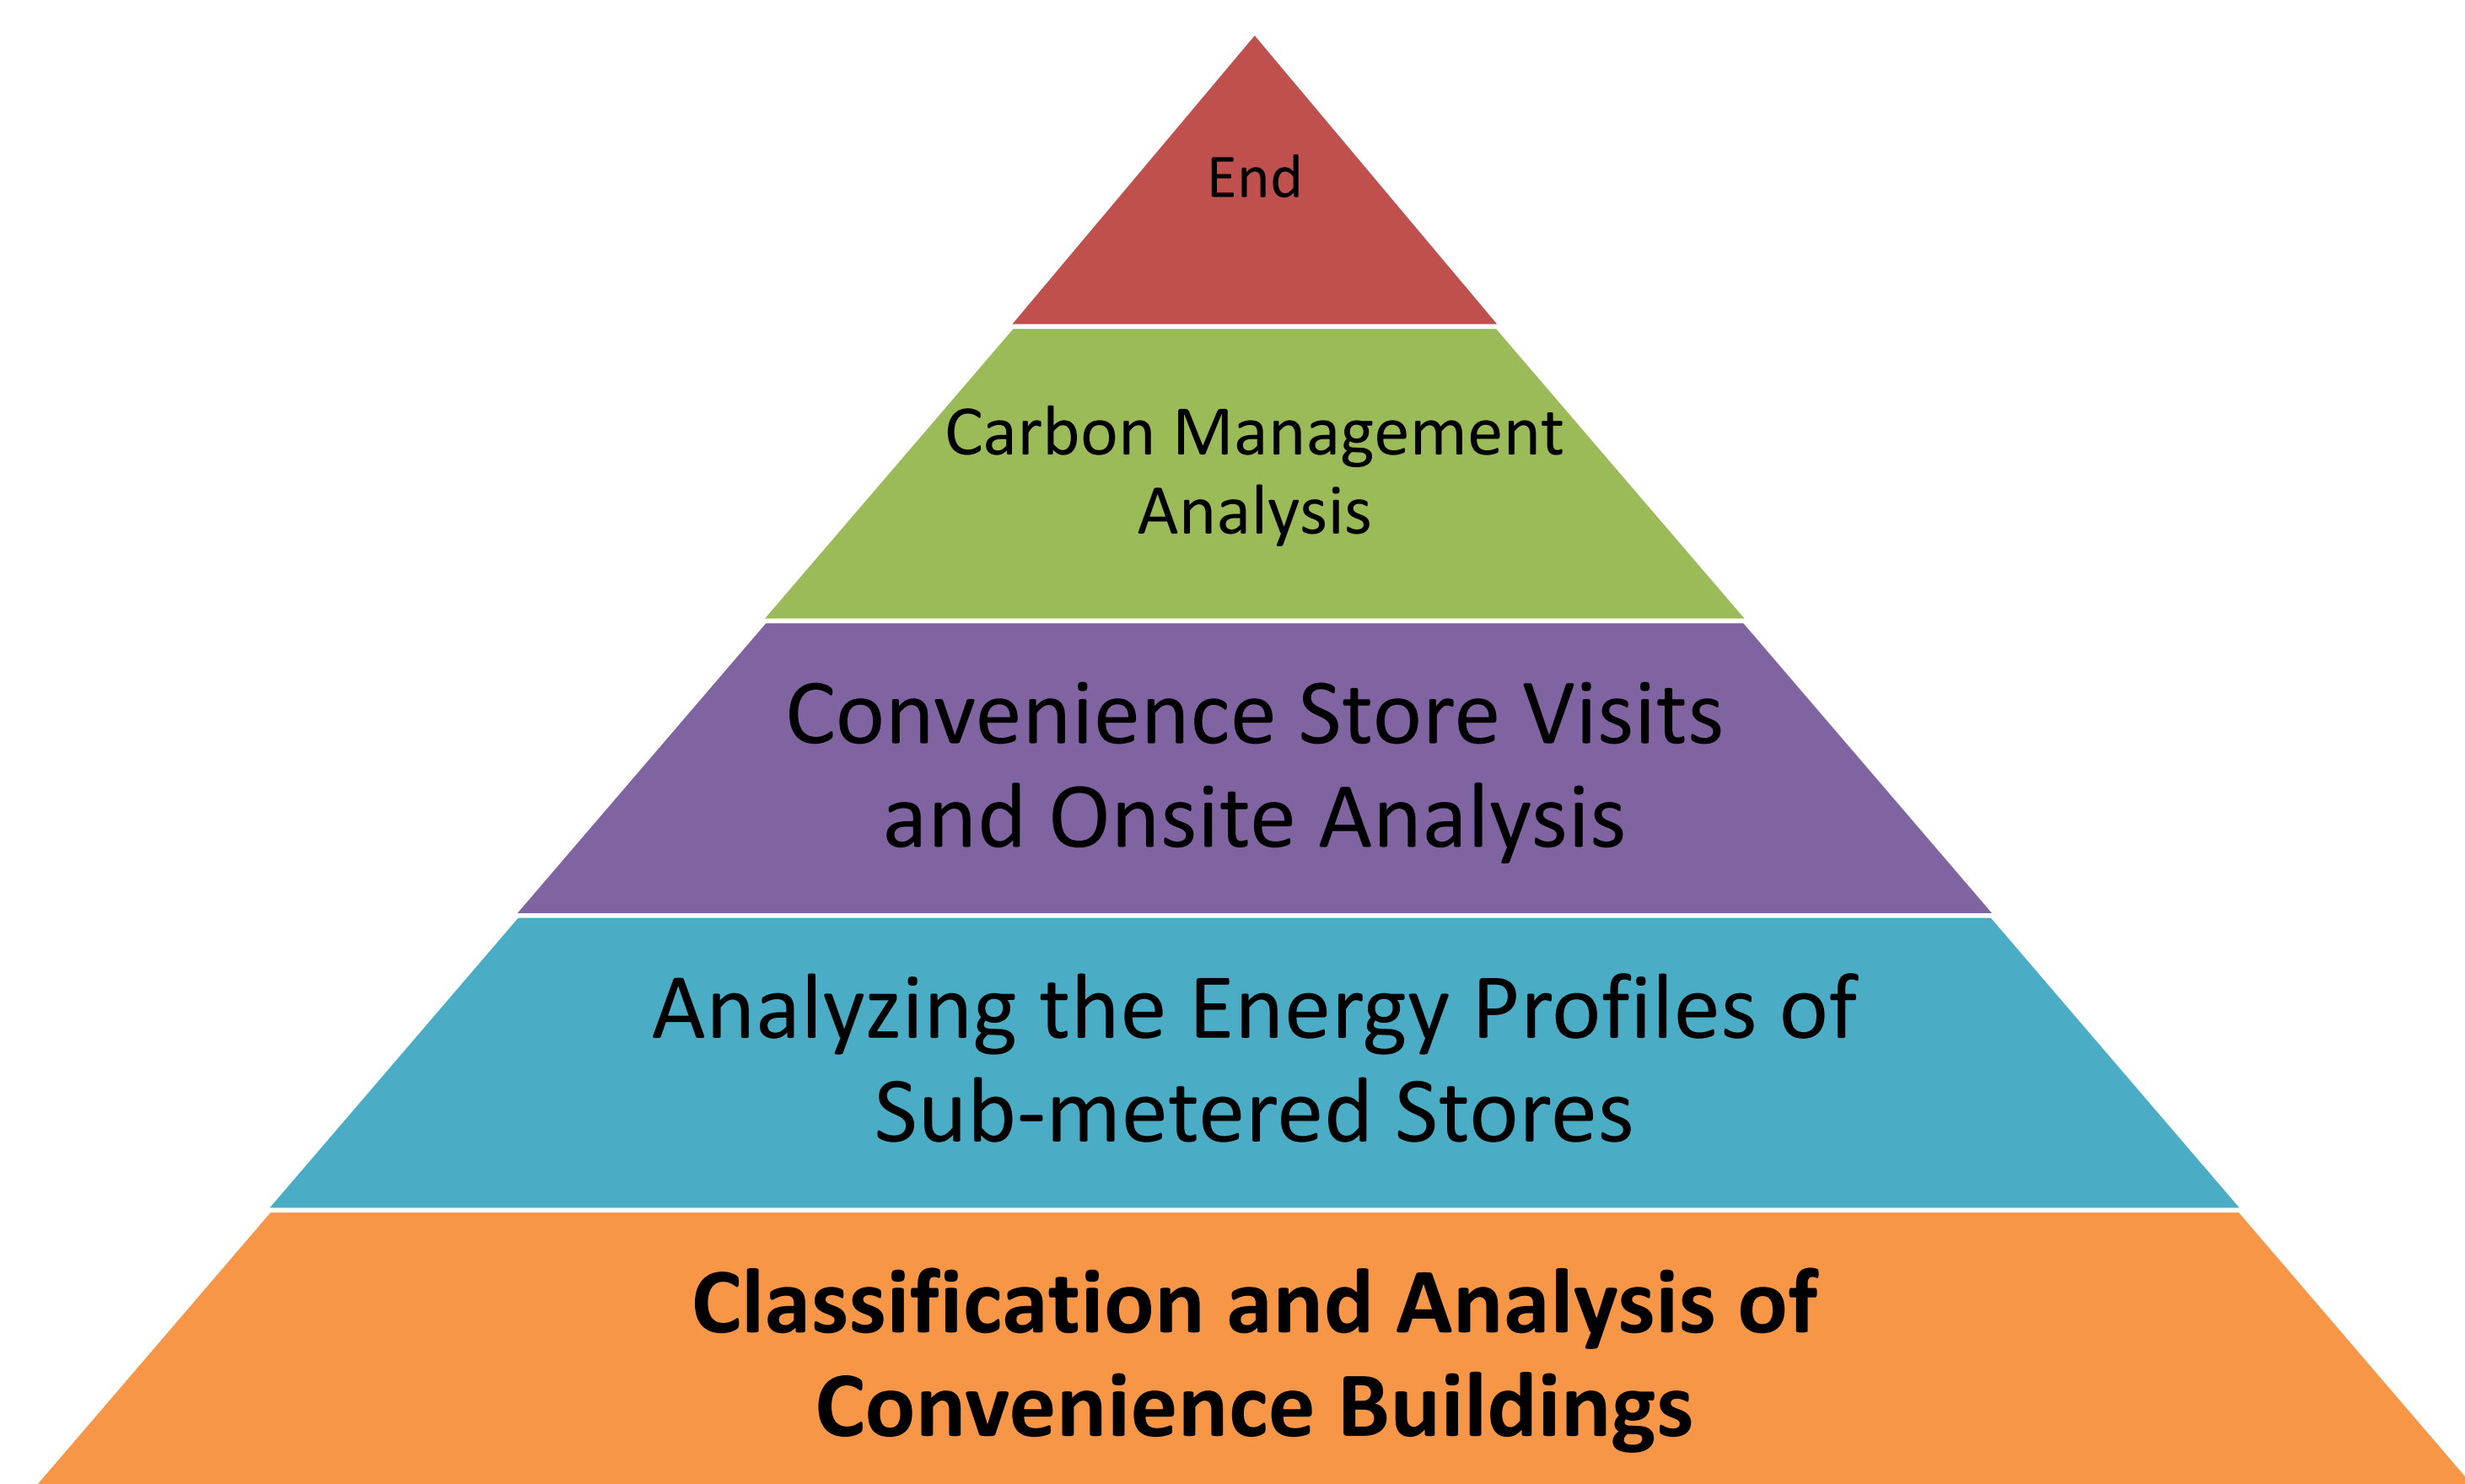 End
Carbon Management
Analysis
Convenience Store Visits
and Onsite Analysis
Analyzing the Energy Profiles of
Sub-metered Stores
Classification and Analysis of
Convenience Buildings